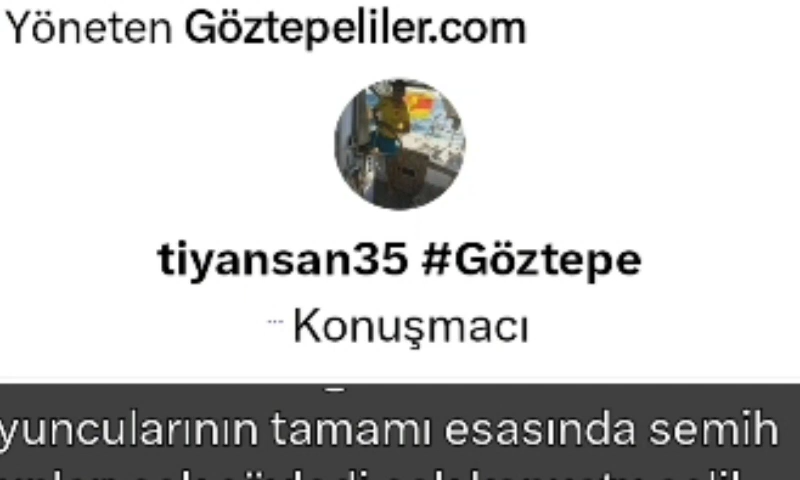 Yöneten Göztepeliler.com
tiyansan35 #Göztepe
Konuşmacı
yuncularının tamamı esasında semih